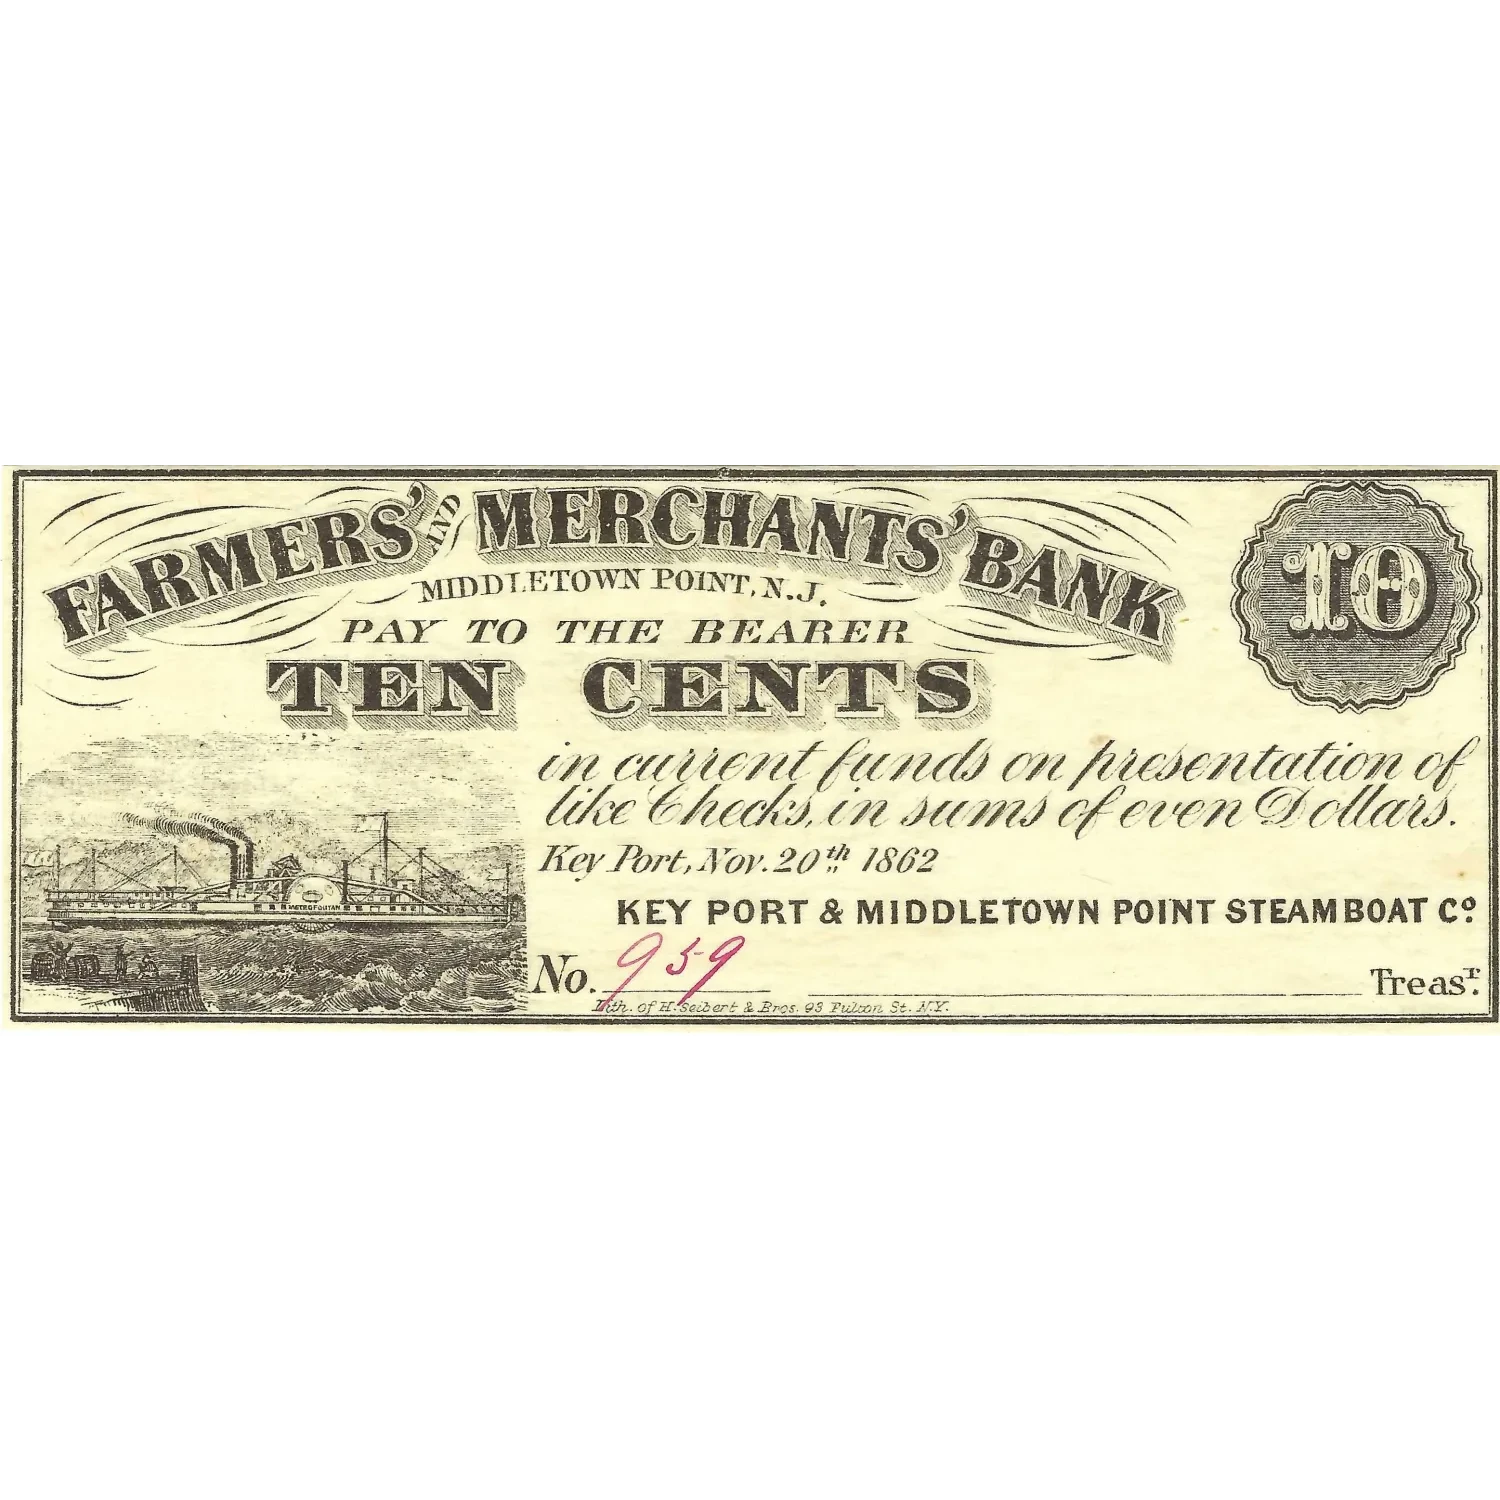 FARMERS' AND MERCHANTS' BANK
10
MIDDLETOWN POINT, N.J.
PAY TO THE BEARER
TEN CENTS
in current funds on presentation of
like Checks, in sums of even Dollars.
Key Port, Nov. 20th 1862
METROPOLITAN
KEY PORT & MIDDLETOWN POINT STEAMBOAT Co.
No. 959 Treasr.
Lith. of H. Seibert & Bros. 93 Fulton St. N.Y.